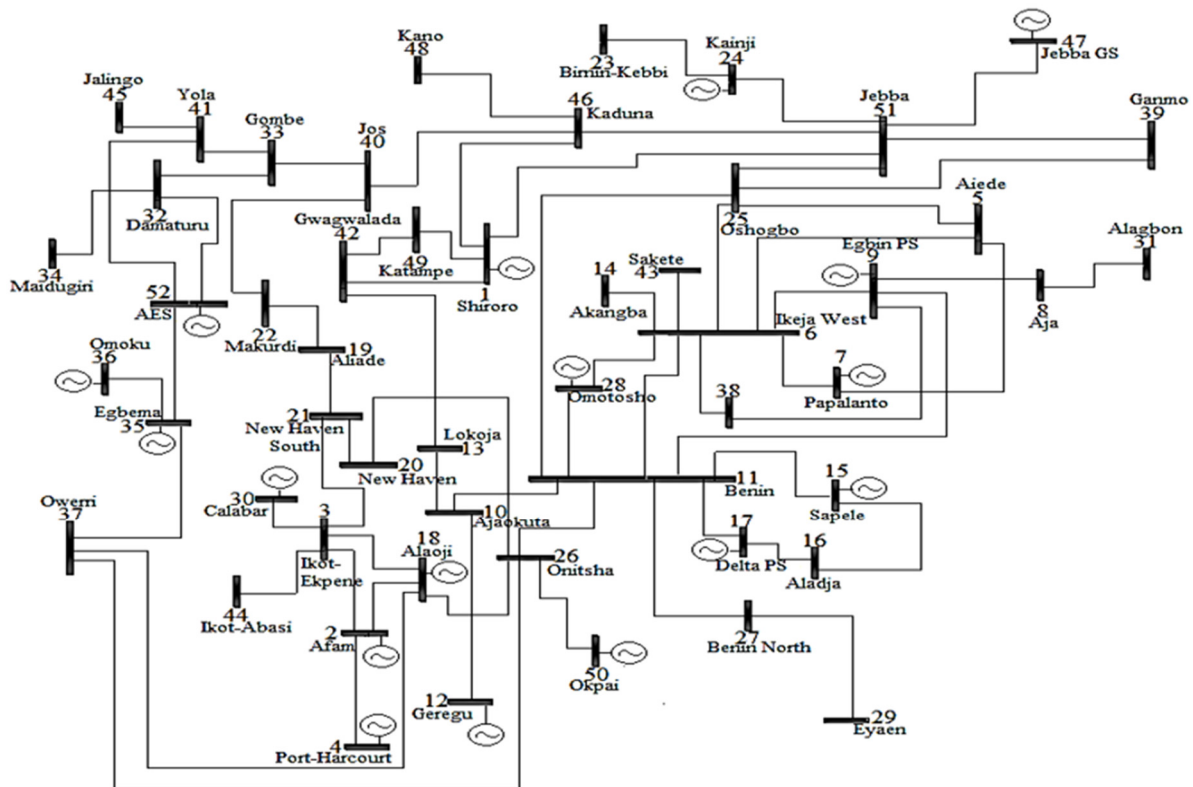 Kano
48
23
Birnin-Kebbi
Kainji
24
47
Jebba GS
Jalingo
45
Yola
41
Gombe
33
Jos
40
46
Kaduna
Jebba
51
Ganmo
39
32
Damaturu
Gwagwalada
42
49
Katampe
1
Shiroro
25
Oshogbo
Aiede
5
Alagbon
31
34
Maidugiri
52
AES
22
Makurdi
19
Aliade
14
Akangba
Sakete
43
Egbin PS
9
8
Aja
Ikeja West
6
Omoku
36
Egbema
35
21
New Haven
South
20
New Haven
Lokoja
13
28
Omotosho
38
7
Papalanto
Owerri
37
30
Calabar
3
Ikot-
Ekpene
18
Alaoji
10
Ajaokuta
11
Benin
15
Sapele
17
Delta PS
16
Aladja
26
Onitsha
44
Ikot-Abasi
2
Afam
50
Okpai
27
Benin North
12
Geregu
29
Eyaen
4
Port-Harcourt